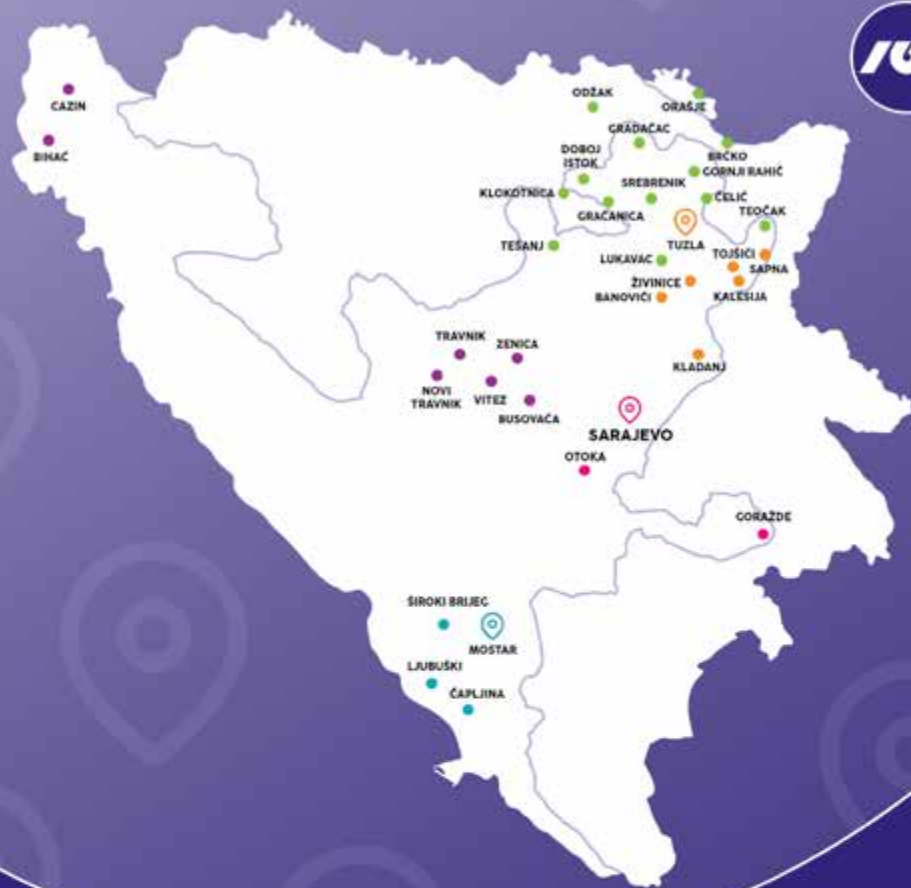 CAZIN
BIHAĆ
ODŽAK
ORAŠJE
GRADAČAC
BRČKO
DOBOJ
ISTOK
GORNJI RAHIĆ
KLOKOTNICA
SREBRENIK
ČELIĆ
GRAČANICA
TEOČAK
TUZLA
TEŠANJ
LUKAVAC
TOJŠIĆI
SAPNA
ŽIVINICE
BANOVIĆI
KALESIJA
TRAVNIK
ZENICA
KLADANJ
NOVI
TRAVNIK
VITEZ
BUSOVAČA
SARAJEVO
OTOKA
GORAŽDE
ŠIROKI BRIJEG
MOSTAR
LJUBUŠKI
ČAPLJINA